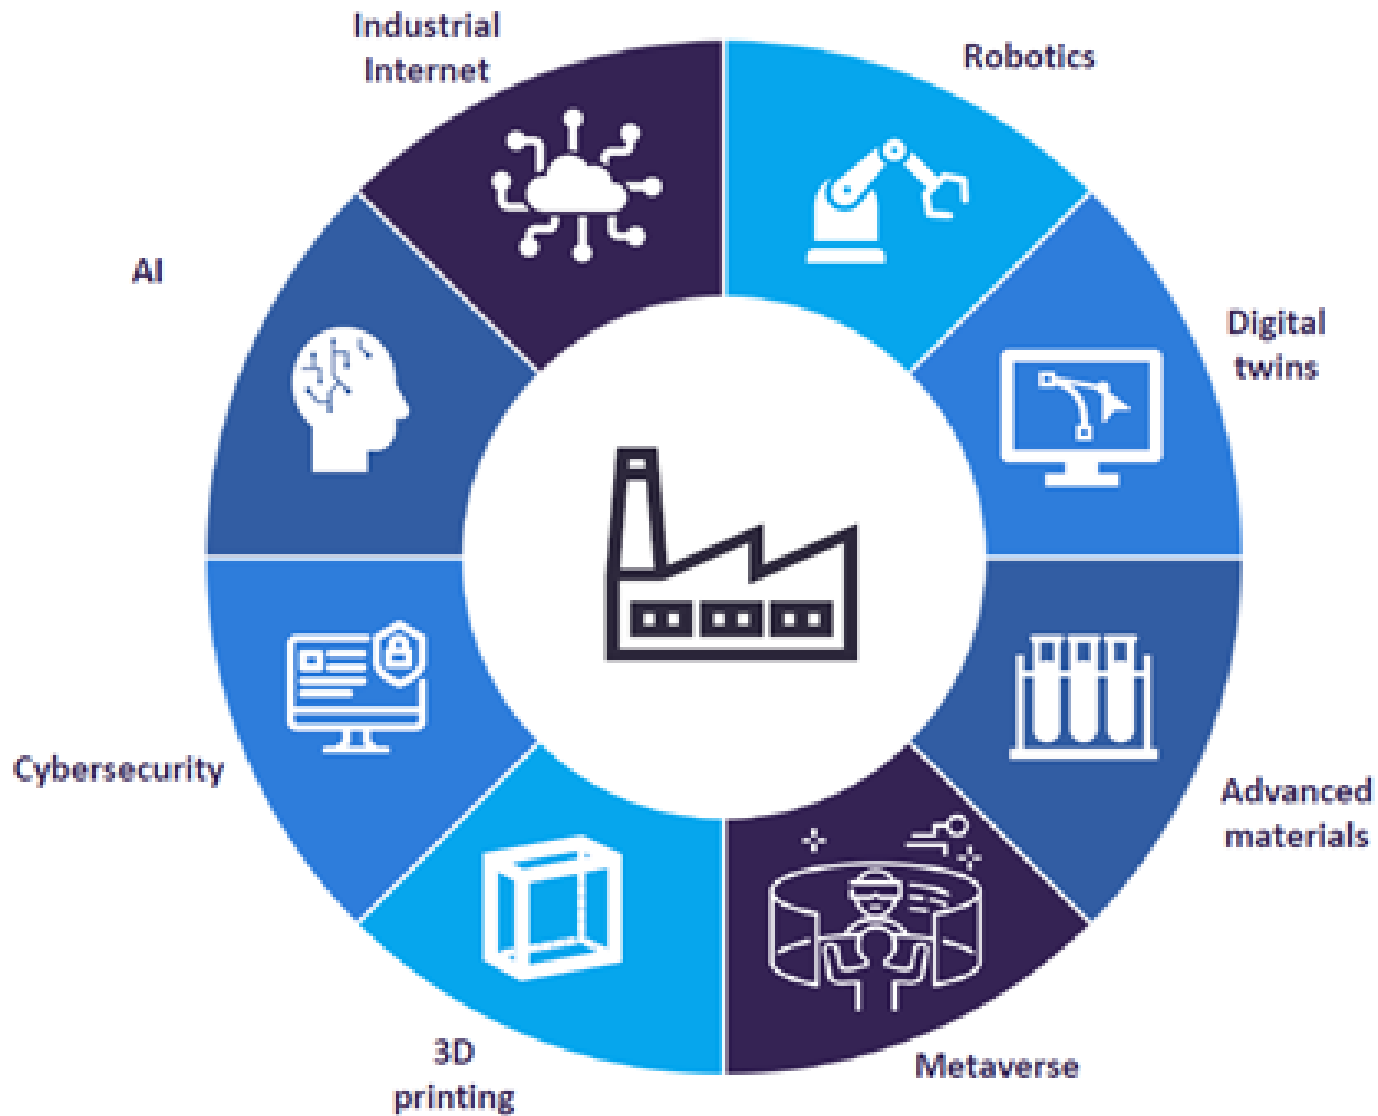 Industrial
Internet
Robotics
AI
Digital
twins
Cybersecurity
Advanced
materials
3D
printing
Metaverse